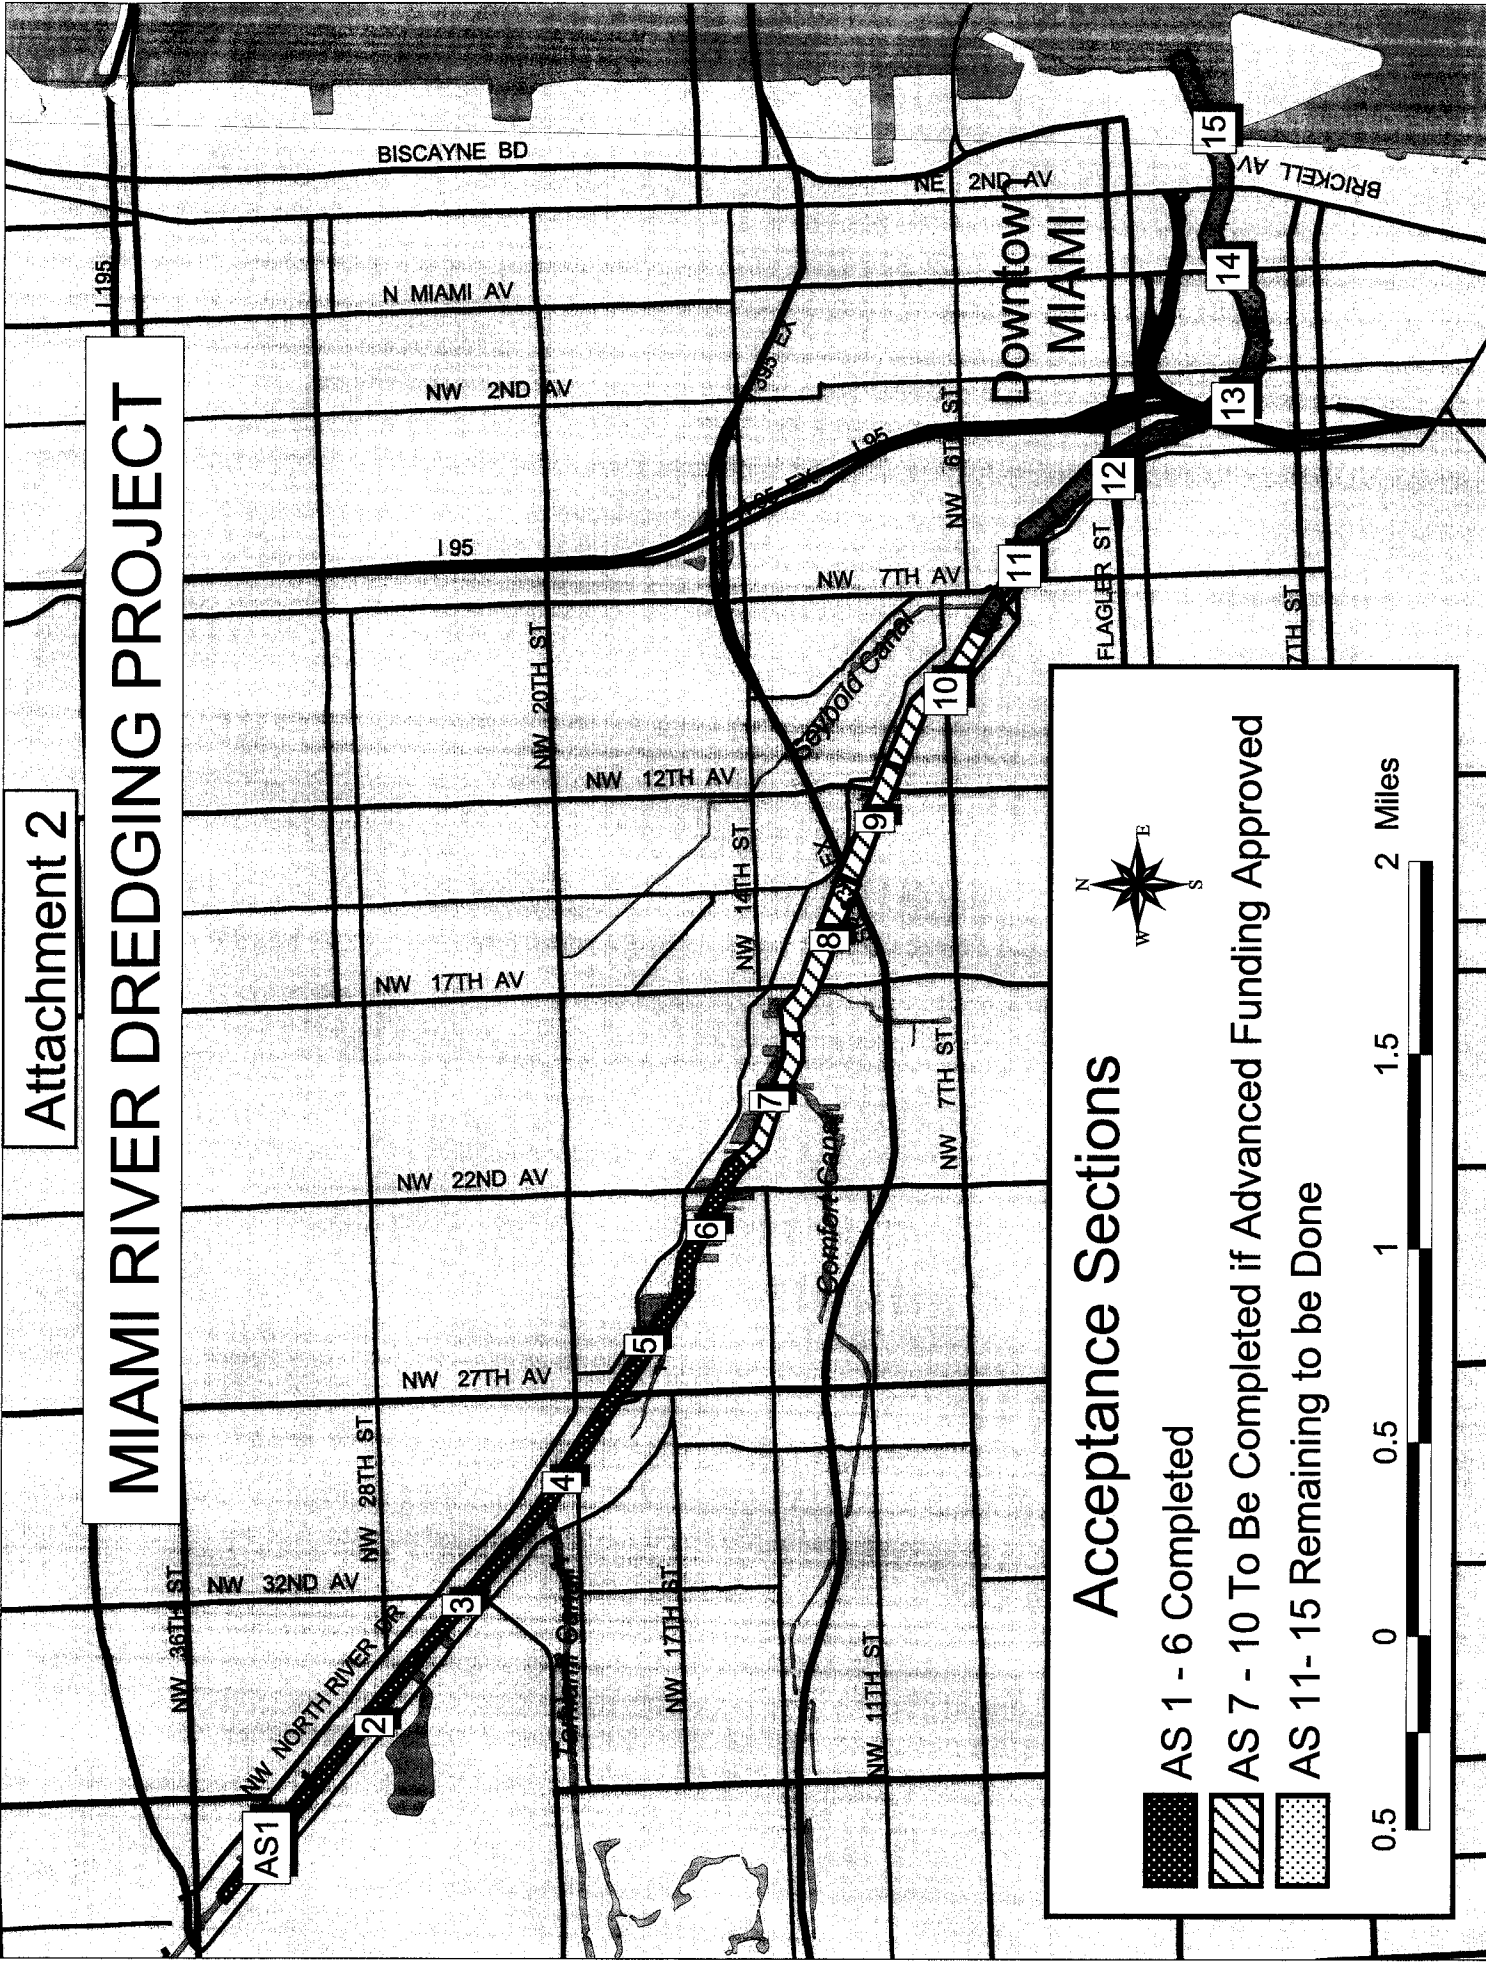 Attachment 2
MIAMI RIVER DREDGING PROJECT
I 195
BISCAYNE BD
N MIAMI AV
NE 2ND AV
BRICKELL AV
NW 2ND AV
I 95
I 95
NW 7TH AV
NW 6TH ST
Downtow
MIAMI
FLAGLER ST
7TH ST
NW 20TH ST
NW 12TH AV
Seybold Canal
NW 14TH ST
EX
NW 17TH AV
NW 7TH ST
NW 22ND AV
Comfort Canal
NW 27TH AV
NW 28TH ST
NW 36TH ST
NW 32ND AV
NW NORTH RIVER DR
NW 17TH ST
NW 11TH ST
AS1
2
3
4
5
6
7
8
9
10
11
12
13
14
15
Acceptance Sections
N
W
E
S
AS 1 - 6 Completed
AS 7 - 10 To Be Completed if Advanced Funding Approved
AS 11- 15 Remaining to be Done
0.5 0 0.5 1 1.5 2 Miles